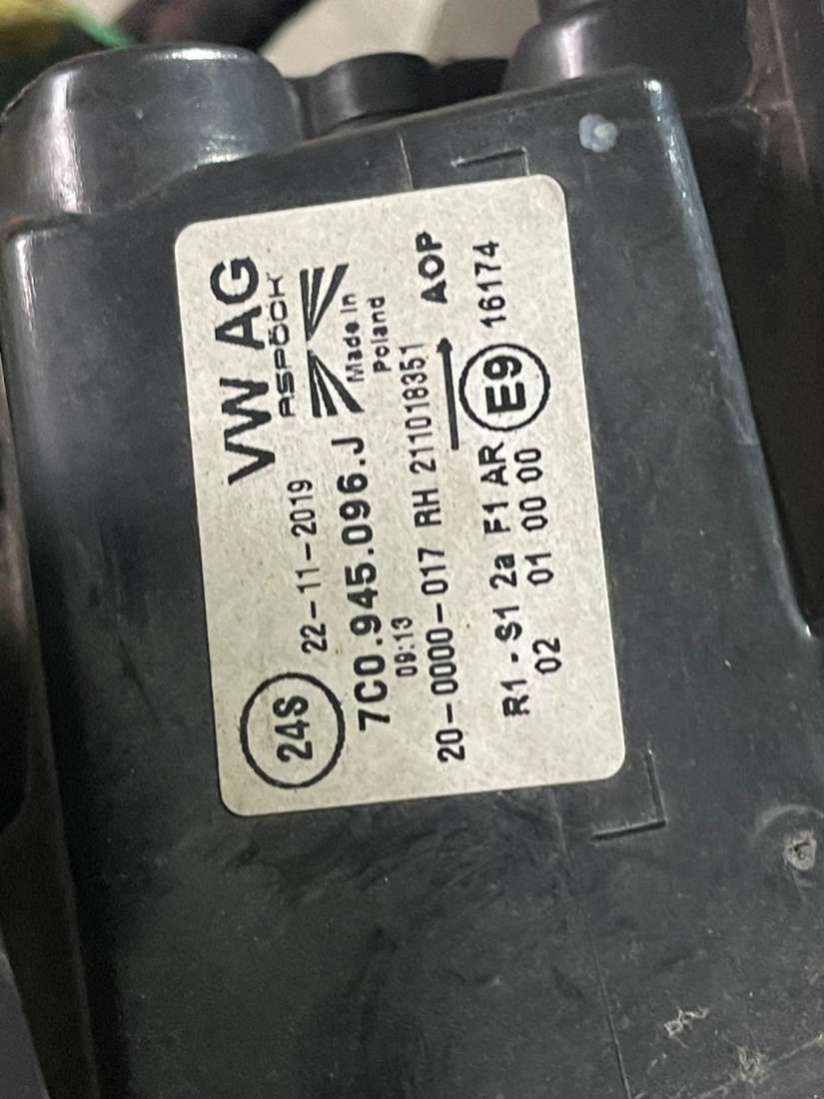 VW AG
ASPÖCK
24S
22-11-2019
Made in
Poland
7C0.945.096.J
09:13
20-0000-017 RH 211018351 AOP
R1-S1 2a F1 AR E9 16174
02 01 00 00